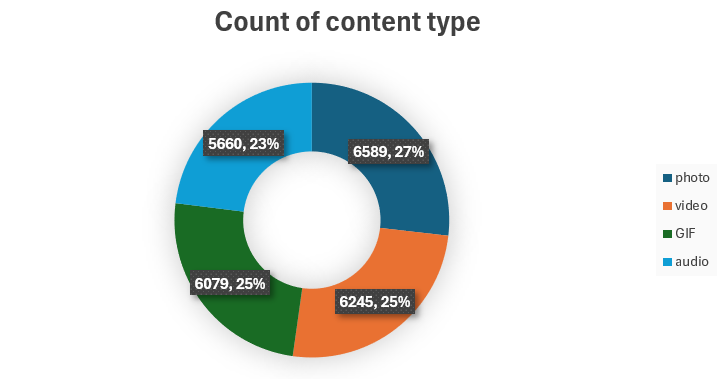 Count of content type
5660, 23%
6589, 27%
6079, 25%
6245, 25%
photo
video
GIF
audio